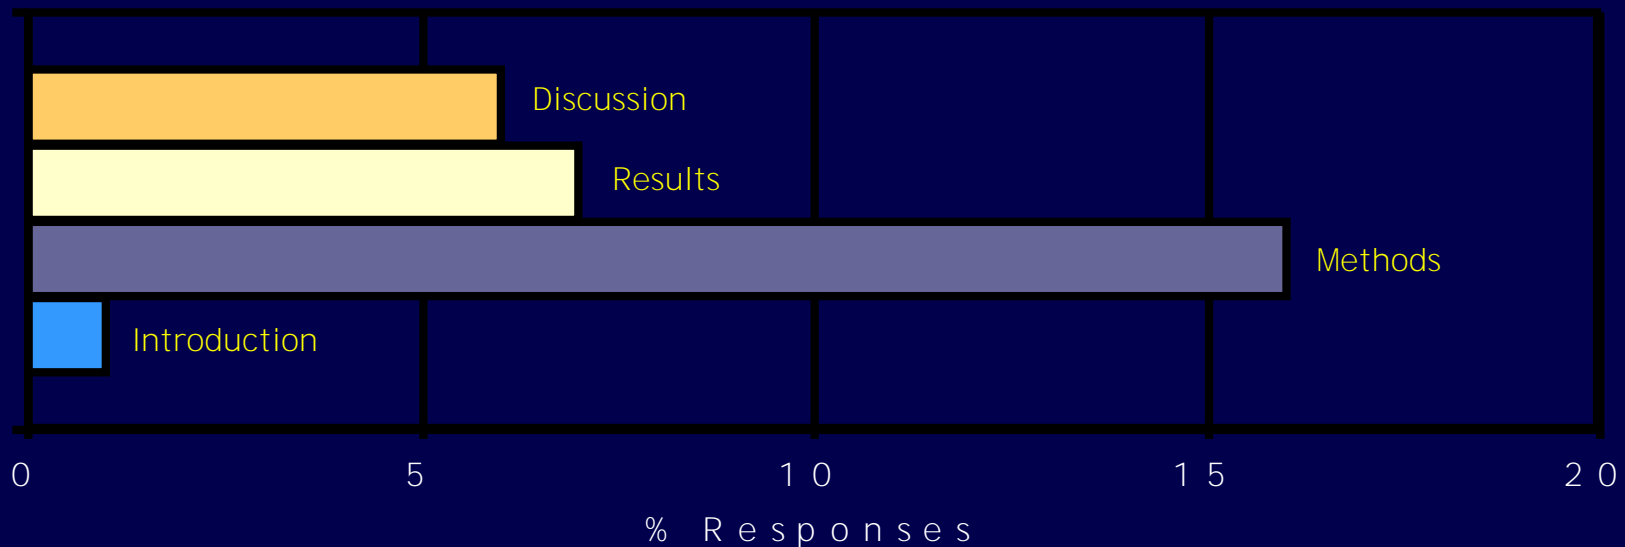 Discussion
Results
Methods
Introduction
0 5 10 15 20
% Responses